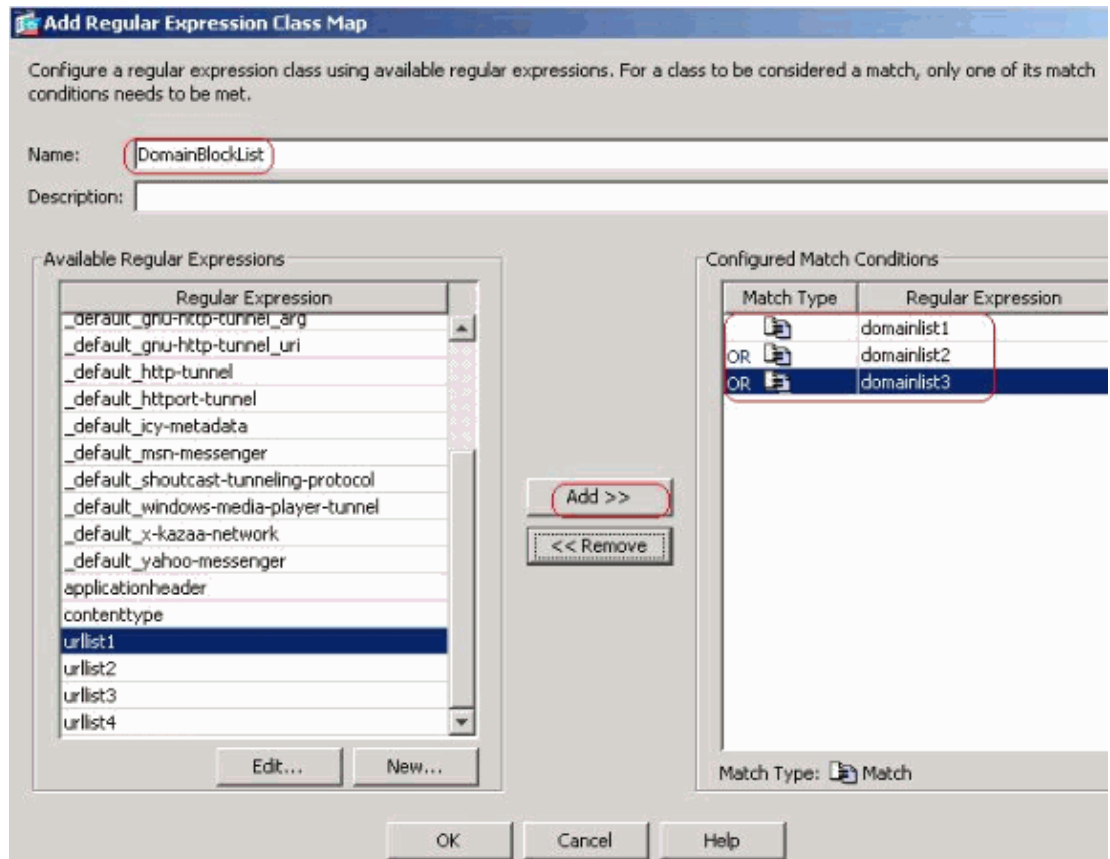 Add Regular Expression Class Map
Configure a regular expression class using available regular expressions. For a class to be considered a match, only one of its match
conditions needs to be met.
Name: DomainBlockList
Description:
Available Regular Expressions
Regular Expression
_default_gnu-http-tunnel_arg
_default_gnu-http-tunnel_uri
_default_http-tunnel
_default_httport-tunnel
_default_icy-metadata
_default_msn-messenger
_default_shoutcast-tunneling-protocol
_default_windows-media-player-tunnel
_default_x-kazaa-network
_default_yahoo-messenger
applicationheader
contenttype
urllist1
urllist2
urllist3
urllist4
Edit...
New...
Add >>
<< Remove
Configured Match Conditions
Match Type Regular Expression
domainlist1
OR domainlist2
OR domainlist3
Match Type: Match
OK
Cancel
Help